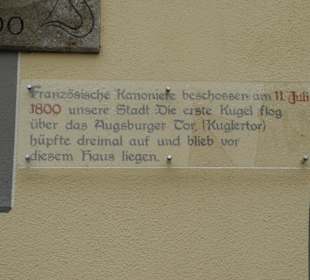 00
Französische Kanoniere beschossen am 11. Juli
1800 unsere Stadt. Die erste Kugel flog
über das Augsburger Tor, (Kuglertor)
hüpfte dreimal auf und blieb vor
diesem Haus liegen.